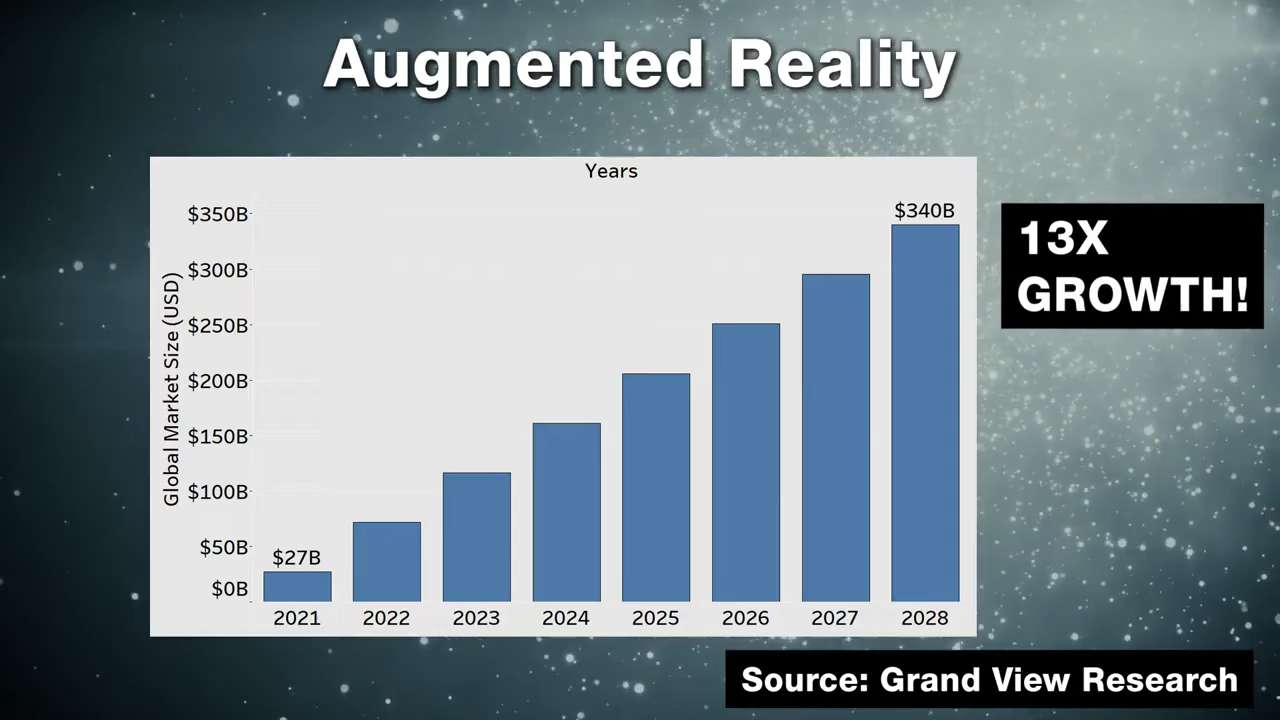 Augmented Reality
Years
$350B
$300B
$250B
$200B
$150B
$100B
$50B
$0B
Global Market Size (USD)
$27B
$340B
2021 2022 2023 2024 2025 2026 2027 2028
13X
GROWTH!
Source: Grand View Research